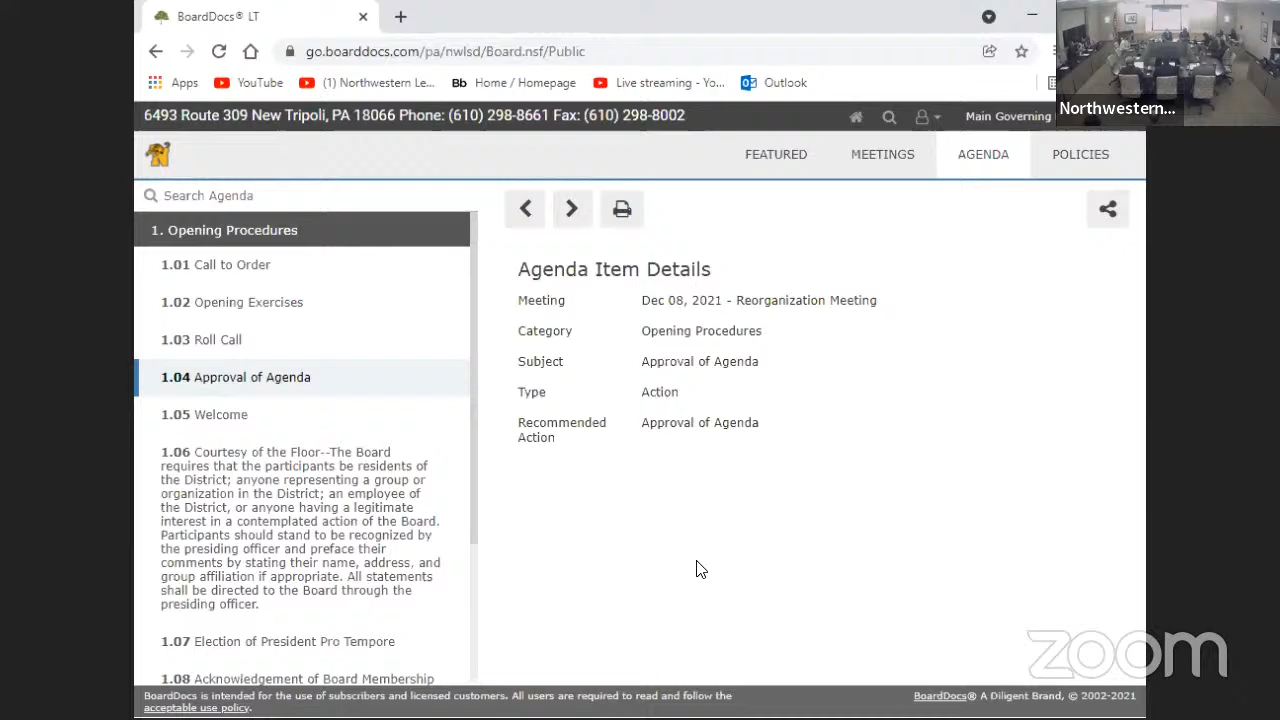 BoardDocs® LT
go.boarddocs.com/pa/nwlsd/Board.nsf/Public
Apps
YouTube
(1) Northwestern Le...
Bb Home / Homepage
Live streaming - Yo...
Outlook
Northwestern...
6493 Route 309 New Tripoli, PA 18066 Phone: (610) 298-8661 Fax: (610) 298-8002
Main Governing
FEATURED
MEETINGS
AGENDA
POLICIES
Search Agenda
1. Opening Procedures
1.01 Call to Order
1.02 Opening Exercises
1.03 Roll Call
1.04 Approval of Agenda
1.05 Welcome
1.06 Courtesy of the Floor--The Board
requires that the participants be residents of
the District; anyone representing a group or
organization in the District; an employee of
the District, or anyone having a legitimate
interest in a contemplated action of the Board.
Participants should stand to be recognized by
the presiding officer and preface their
comments by stating their name, address, and
group affiliation if appropriate. All statements
shall be directed to the Board through the
presiding officer.
1.07 Election of President Pro Tempore
1.08 Acknowledgement of Board Membership
Agenda Item Details
Meeting Dec 08, 2021 - Reorganization Meeting
Category Opening Procedures
Subject Approval of Agenda
Type Action
Recommended Approval of Agenda
Action
zoom
BoardDocs is intended for the use of subscribers and licensed customers. All users are required to read and follow the
acceptable use policy.
BoardDocs® A Diligent Brand, © 2002-2021